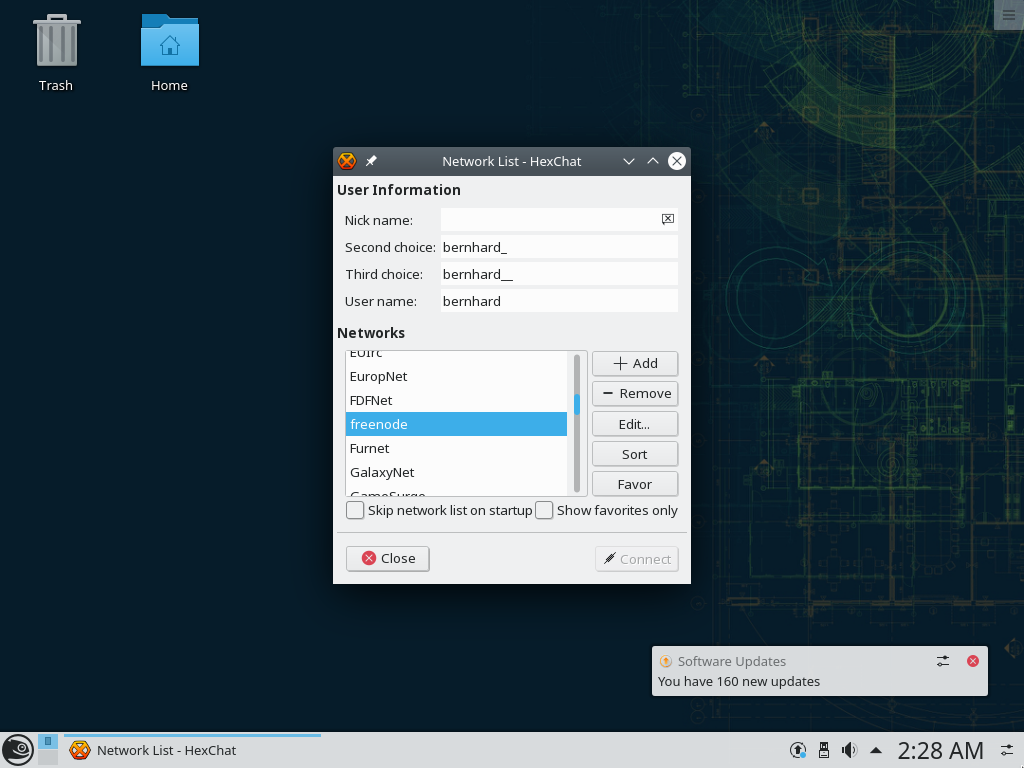 Trash
Home
Network List - HexChat
User Information
Nick name:
Second choice: bernhard_
Third choice: bernhard__
User name: bernhard
Networks
EUIrc
EuropNet
FDFNet
freenode
Furnet
GalaxyNet
GameSurge
Add
Remove
Edit...
Sort
Favor
Skip network list on startup
Show favorites only
Close
Connect
Software Updates
You have 160 new updates
Network List - HexChat
2:28 AM